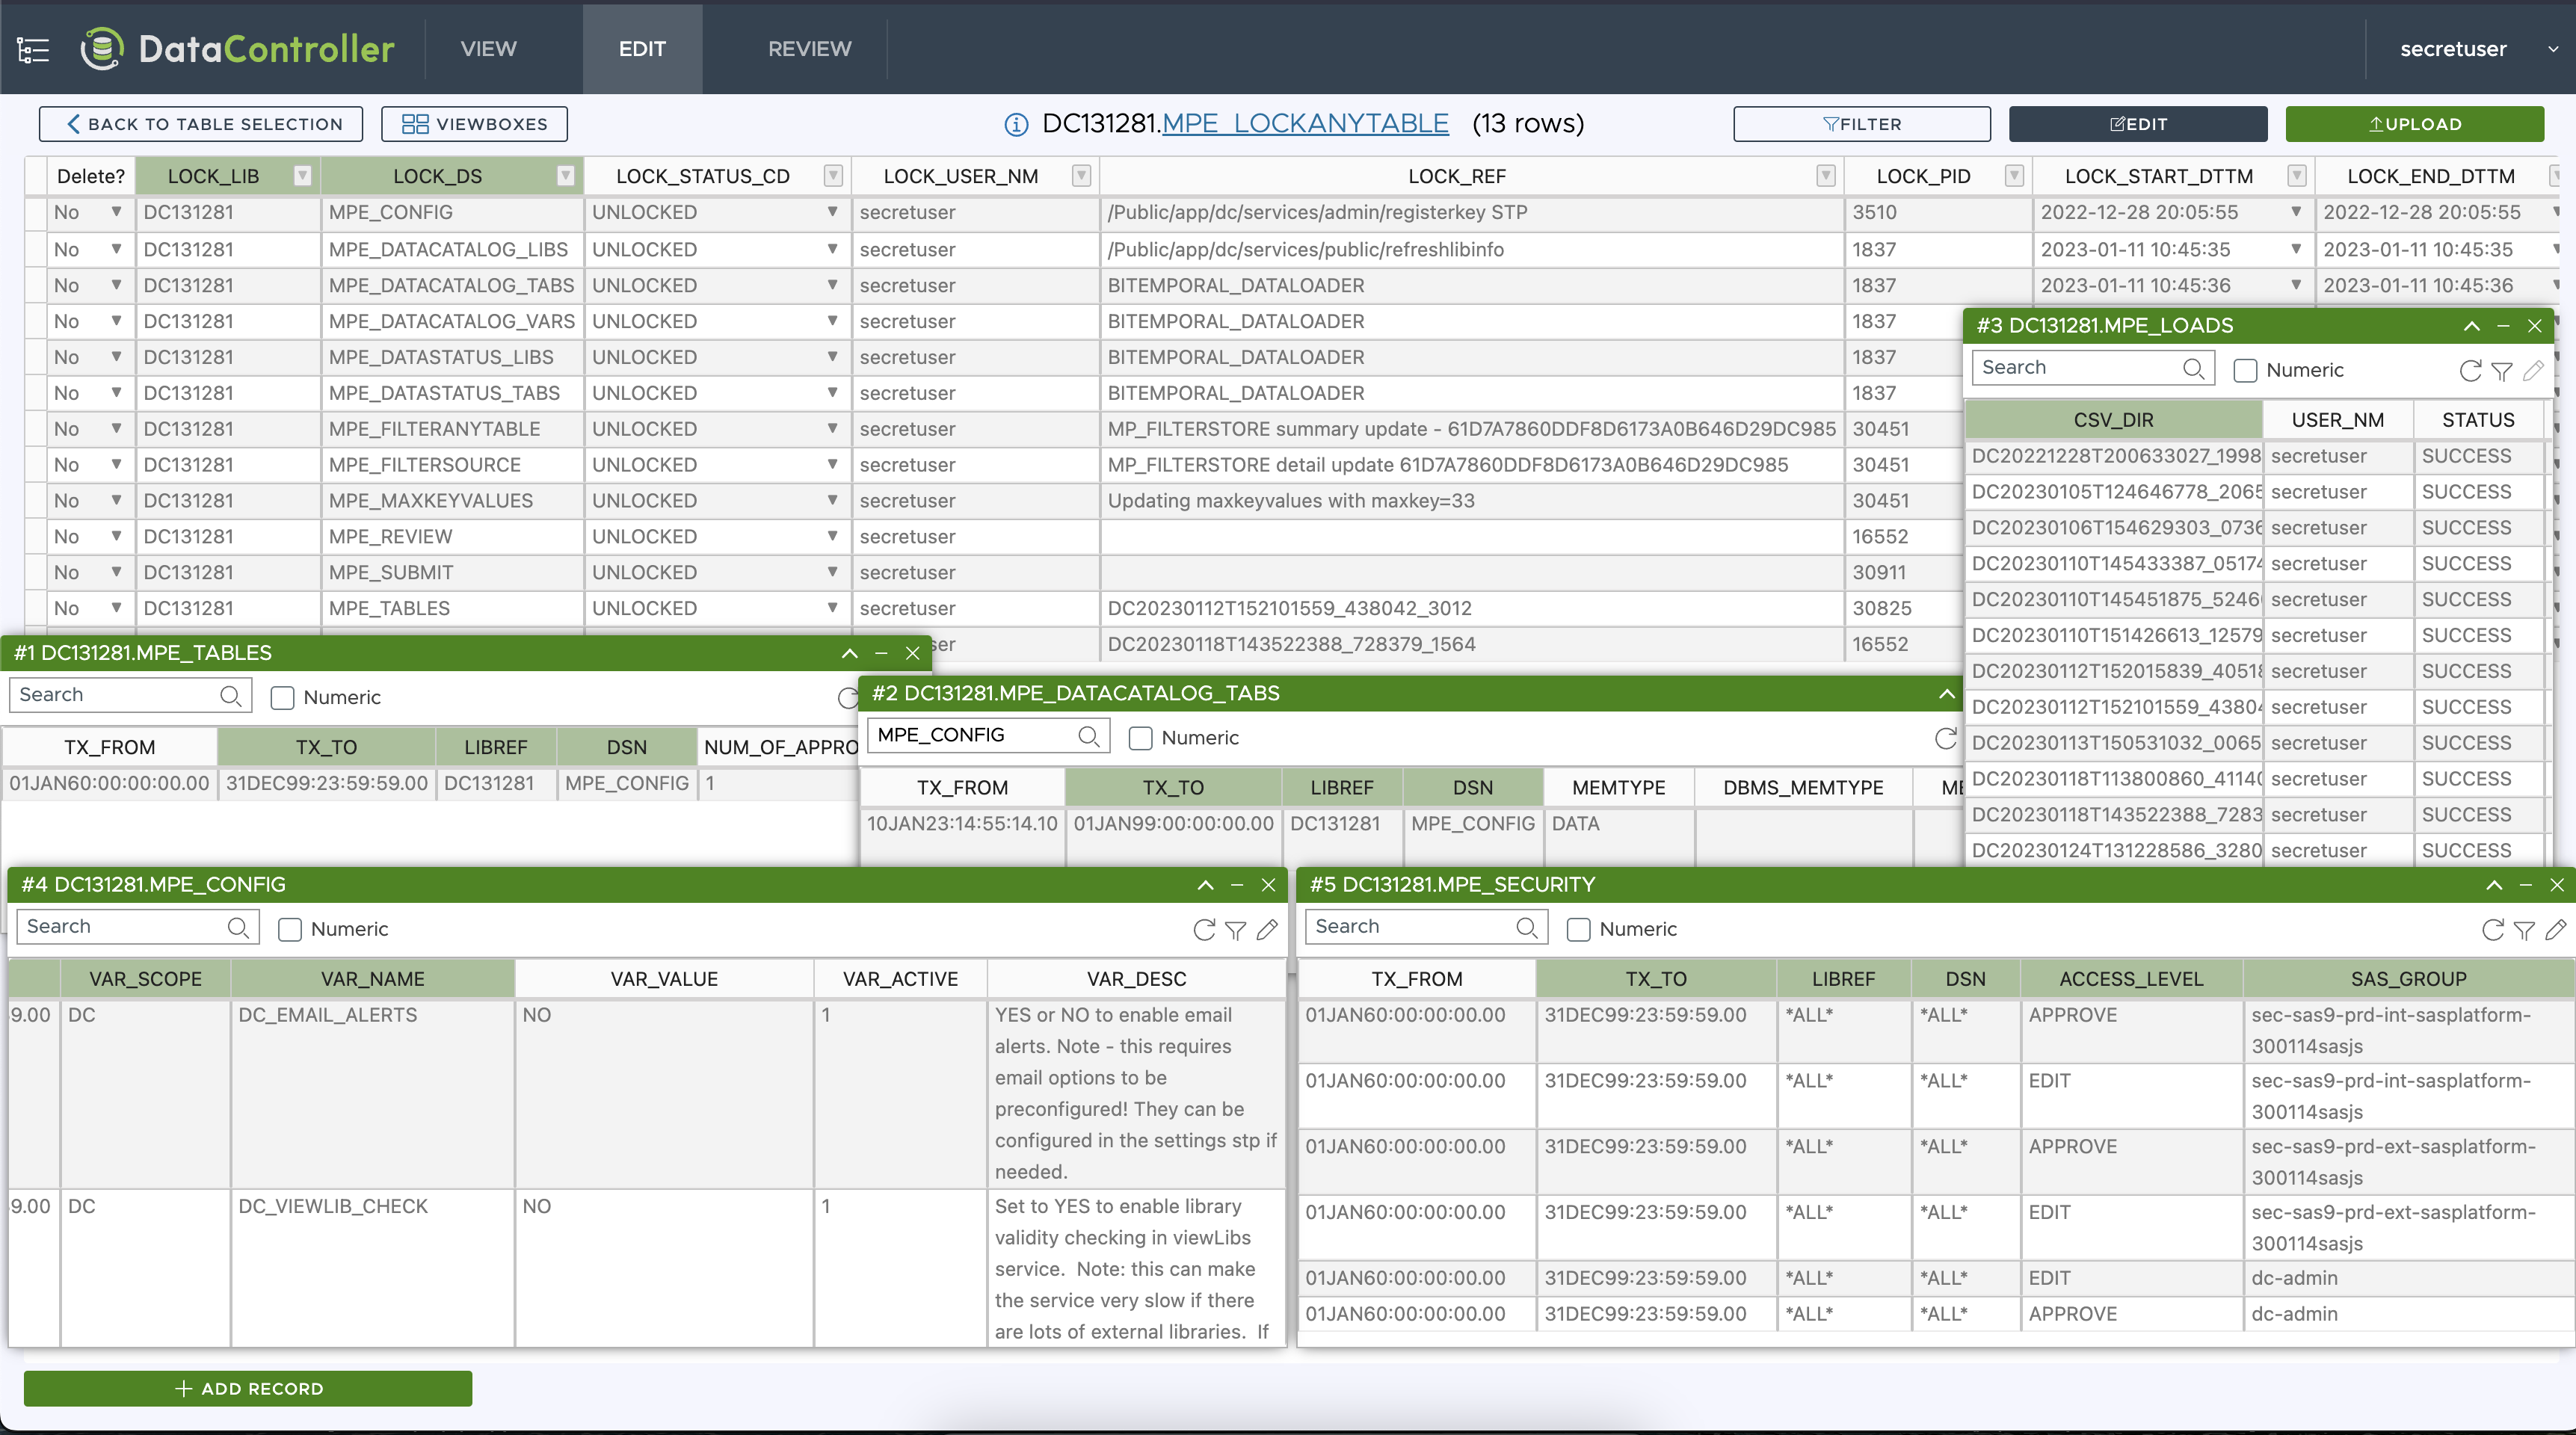 DataController VIEW EDIT REVIEW secretuser
BACK TO TABLE SELECTION VIEWBOXES DC131281.MPE_LOCKANYTABLE (13 rows) FILTER EDIT UPLOAD
Delete? LOCK_LIB LOCK_DS LOCK_STATUS_CD LOCK_USER_NM LOCK_REF LOCK_PID LOCK_START_DTTM LOCK_END_DTTM
No DC131281 MPE_CONFIG UNLOCKED secretuser /Public/app/dc/services/admin/registerkey STP 3510 2022-12-28 20:05:55 2022-12-28 20:05:55
No DC131281 MPE_DATACATALOG_LIBS UNLOCKED secretuser /Public/app/dc/services/public/refreshlibinfo 1837 2023-01-11 10:45:35 2023-01-11 10:45:35
No DC131281 MPE_DATACATALOG_TABS UNLOCKED secretuser BITEMPORAL_DATALOADER 1837 2023-01-11 10:45:36 2023-01-11 10:45:36
No DC131281 MPE_DATACATALOG_VARS UNLOCKED secretuser BITEMPORAL_DATALOADER 1837
No DC131281 MPE_DATASTATUS_LIBS UNLOCKED secretuser BITEMPORAL_DATALOADER 1837
No DC131281 MPE_DATASTATUS_TABS UNLOCKED secretuser BITEMPORAL_DATALOADER 1837
No DC131281 MPE_FILTERANYTABLE UNLOCKED secretuser MP_FILTERSTORE summary update - 61D7A7860DDF8D6173A0B646D29DC985 30451
No DC131281 MPE_FILTERSOURCE UNLOCKED secretuser MP_FILTERSTORE detail update 61D7A7860DDF8D6173A0B646D29DC985 30451
No DC131281 MPE_MAXKEYVALUES UNLOCKED secretuser Updating maxkeyvalues with maxkey=33 30451
No DC131281 MPE_REVIEW UNLOCKED secretuser 16552
No DC131281 MPE_SUBMIT UNLOCKED secretuser 30911
No DC131281 MPE_TABLES UNLOCKED secretuser DC20230112T152101559_438042_3012 30825
ser DC20230118T143522388_728379_1564 16552
#3 DC131281.MPE_LOADS
Search Numeric
CSV_DIR USER_NM STATUS
DC20221228T200633027_1998 secretuser SUCCESS
DC20230105T124646778_2065 secretuser SUCCESS
DC20230106T154629303_0736 secretuser SUCCESS
DC20230110T145433387_05174 secretuser SUCCESS
DC20230110T145451875_5246 secretuser SUCCESS
DC20230110T151426613_12579 secretuser SUCCESS
DC20230112T152015839_40518 secretuser SUCCESS
DC20230112T152101559_43804 secretuser SUCCESS
DC20230113T150531032_0065 secretuser SUCCESS
DC20230118T113800860_41140 secretuser SUCCESS
DC20230118T143522388_7283 secretuser SUCCESS
DC20230124T131228586_3280 secretuser SUCCESS
#1 DC131281.MPE_TABLES
Search Numeric
TX_FROM TX_TO LIBREF DSN NUM_OF_APPRO
01JAN60:00:00:00.00 31DEC99:23:59:59.00 DC131281 MPE_CONFIG 1
#2 DC131281.MPE_DATACATALOG_TABS
MPE_CONFIG Numeric
TX_FROM TX_TO LIBREF DSN MEMTYPE DBMS_MEMTYPE ME
10JAN23:14:55:14.10 01JAN99:00:00:00.00 DC131281 MPE_CONFIG DATA
#4 DC131281.MPE_CONFIG
Search Numeric
VAR_SCOPE VAR_NAME VAR_VALUE VAR_ACTIVE VAR_DESC
9.00 DC DC_EMAIL_ALERTS NO 1 YES or NO to enable email
alerts. Note - this requires
email options to be
preconfigured! They can be
configured in the settings stp if
needed.
9.00 DC DC_VIEWLIB_CHECK NO 1 Set to YES to enable library
validity checking in viewLibs
service. Note: this can make
the service very slow if there
are lots of external libraries. If
#5 DC131281.MPE_SECURITY
Search Numeric
TX_FROM TX_TO LIBREF DSN ACCESS_LEVEL SAS_GROUP
01JAN60:00:00:00.00 31DEC99:23:59:59.00 *ALL* *ALL* APPROVE sec-sas9-prd-int-sasplatform-
300114sasjs
01JAN60:00:00:00.00 31DEC99:23:59:59.00 *ALL* *ALL* EDIT sec-sas9-prd-int-sasplatform-
300114sasjs
01JAN60:00:00:00.00 31DEC99:23:59:59.00 *ALL* *ALL* APPROVE sec-sas9-prd-ext-sasplatform-
300114sasjs
01JAN60:00:00:00.00 31DEC99:23:59:59.00 *ALL* *ALL* EDIT sec-sas9-prd-ext-sasplatform-
300114sasjs
01JAN60:00:00:00.00 31DEC99:23:59:59.00 *ALL* *ALL* EDIT dc-admin
01JAN60:00:00:00.00 31DEC99:23:59:59.00 *ALL* *ALL* APPROVE dc-admin
ADD RECORD